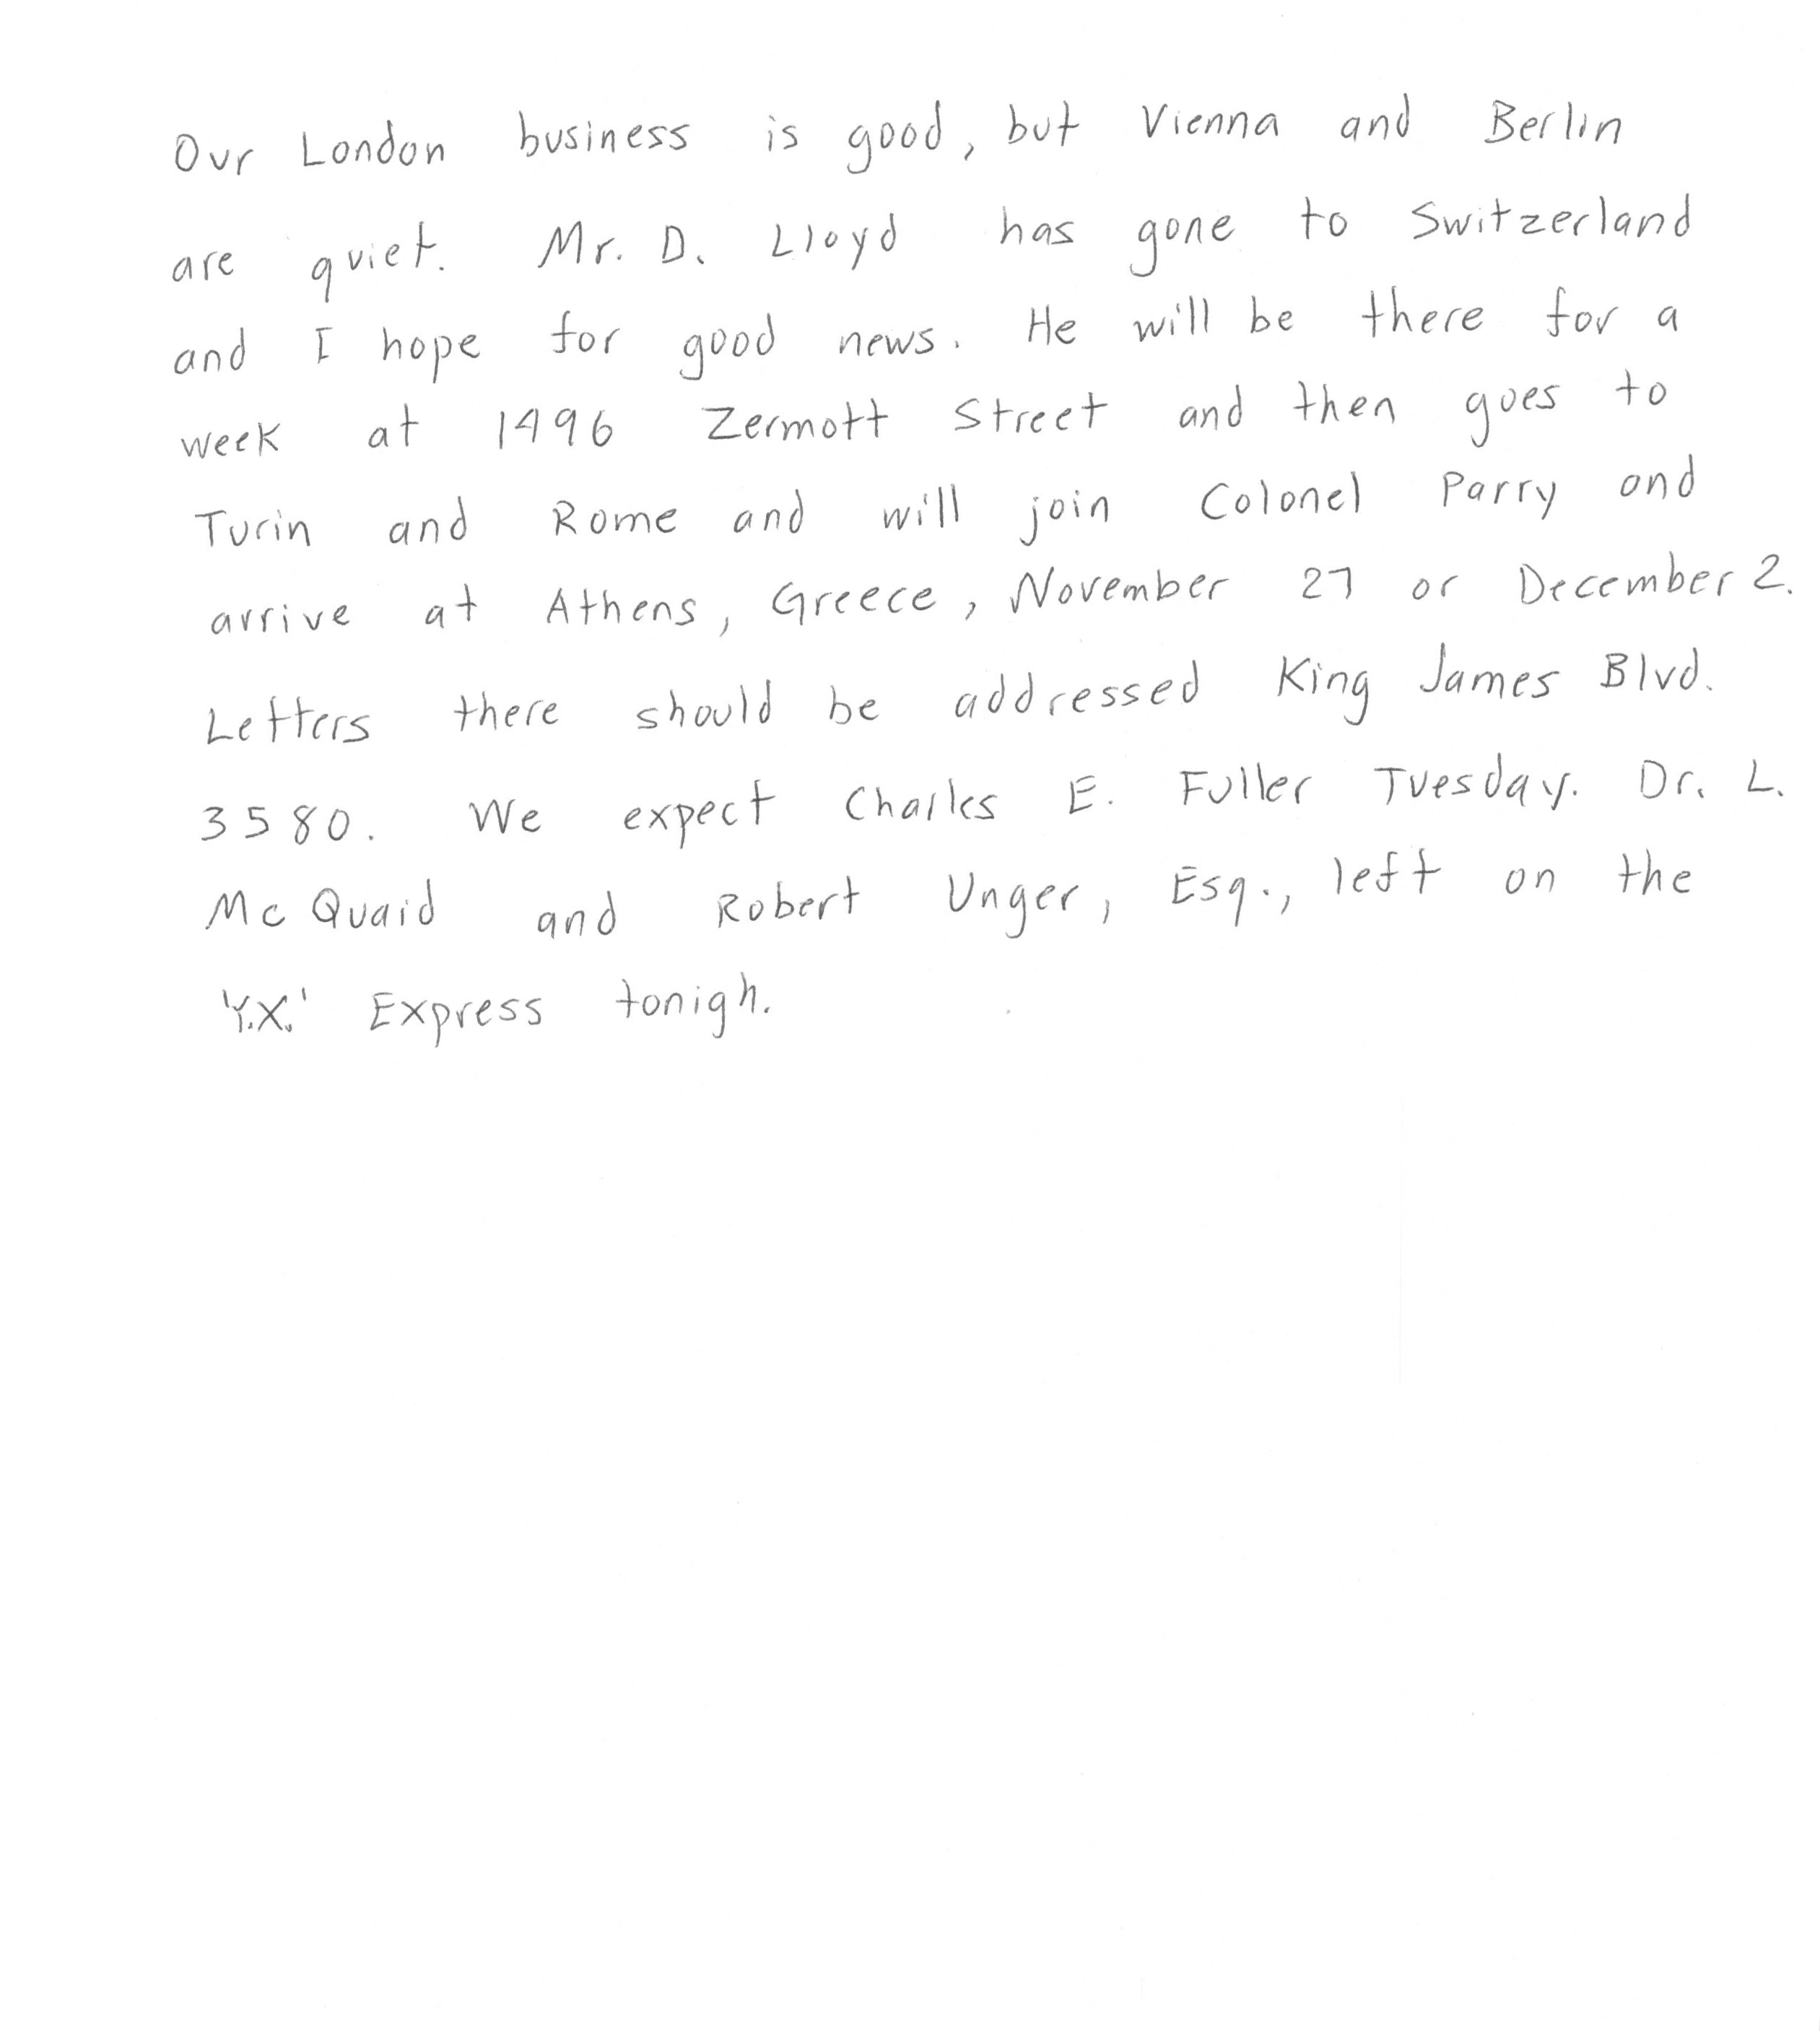 Our London business is good, but Vienna and Berlin
are quiet. Mr. D. Lloyd has gone to Switzerland
and I hope for good news. He will be there for a
week at 1496 Zermott Street and then goes to
Turin and Rome and will join Colonel Parry and
arrive at Athens, Greece, November 27 or December 2.
Letters there should be addressed King James Blvd.
3580. We expect Charles E. Fuller Tuesday. Dr. L.
McQuaid and Robert Unger, Esq., left on the
'Y.X.' Express tonigh.